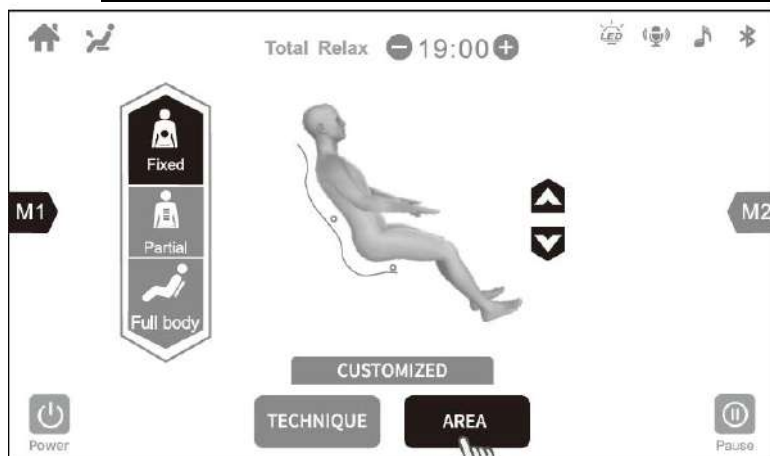 Total Relax 19:00
LED
Fixed
M1
M2
Partial
Full body
CUSTOMIZED
TECHNIQUE
AREA
Power
Pause